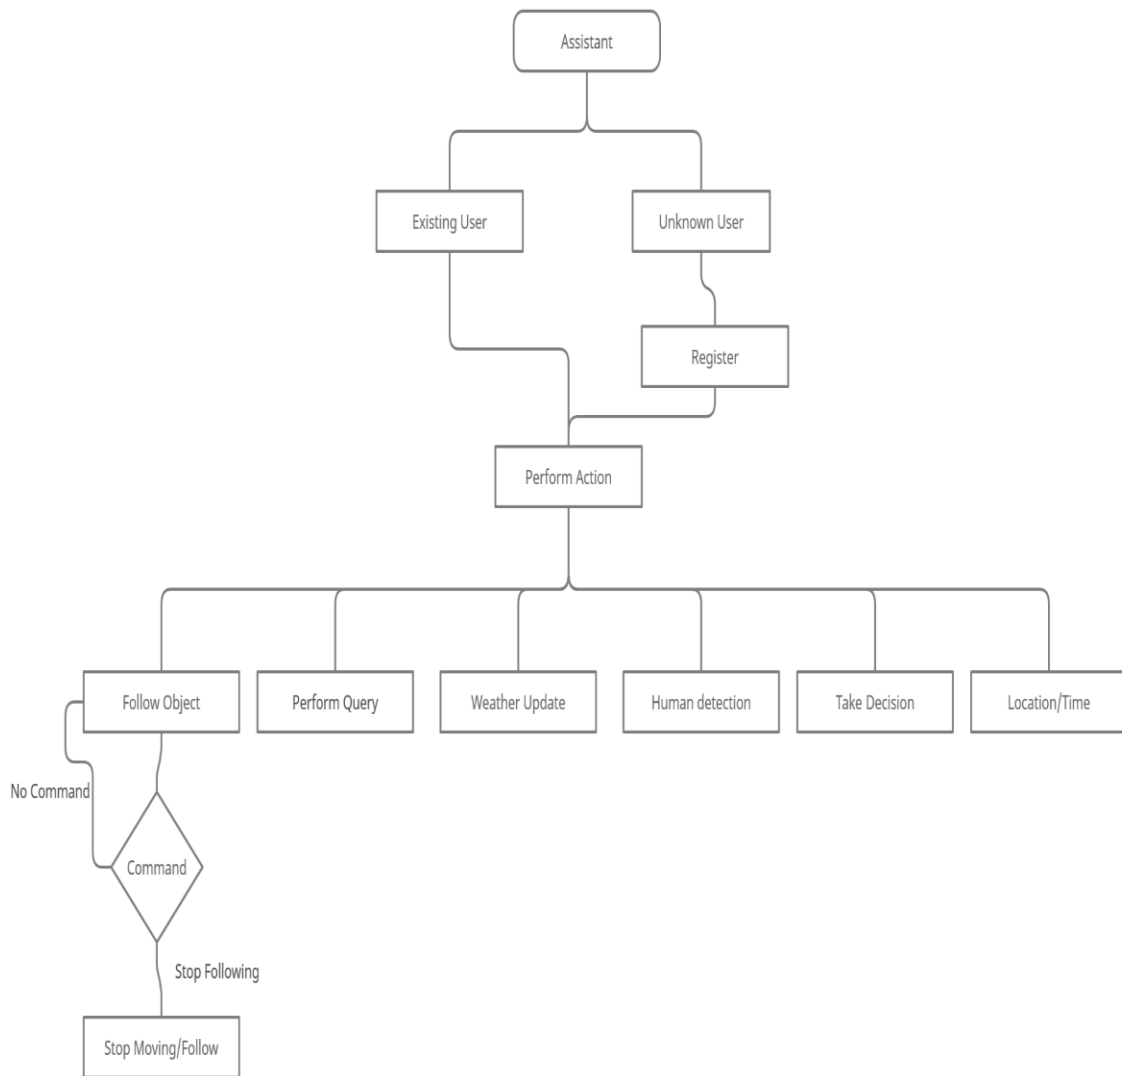 Assistant
Existing User
Unknown User
Register
Perform Action
Follow Object
Perform Query
Weather Update
Human detection
Take Decision
Location/Time
No Command
Command
Stop Following
Stop Moving/Follow